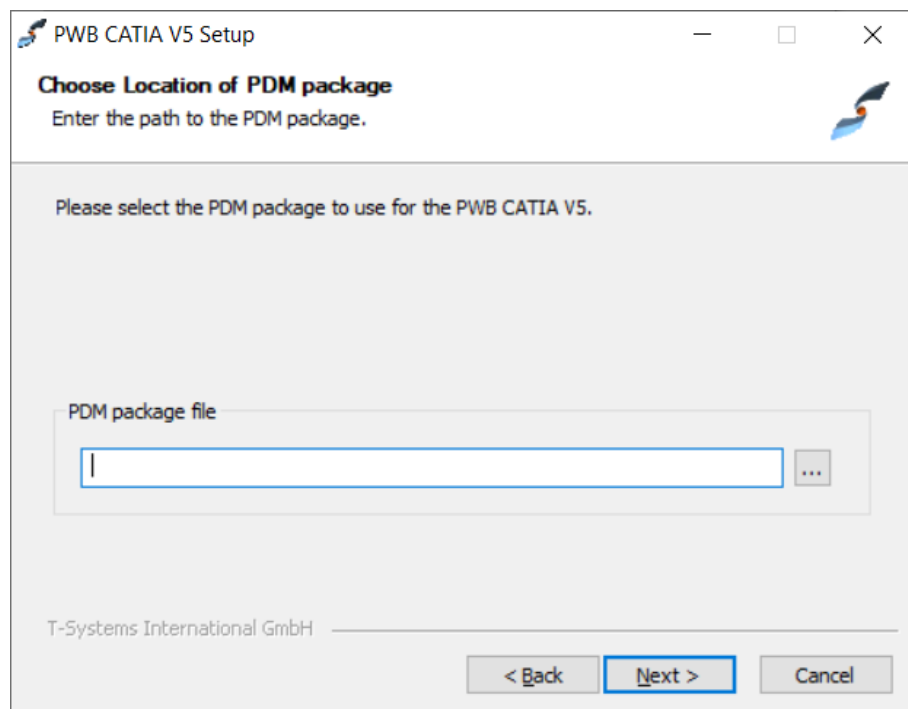 PWB CATIA V5 Setup
Choose Location of PDM package
Enter the path to the PDM package.
Please select the PDM package to use for the PWB CATIA V5.
PDM package file
...
T-Systems International GmbH
< Back
Next >
Cancel